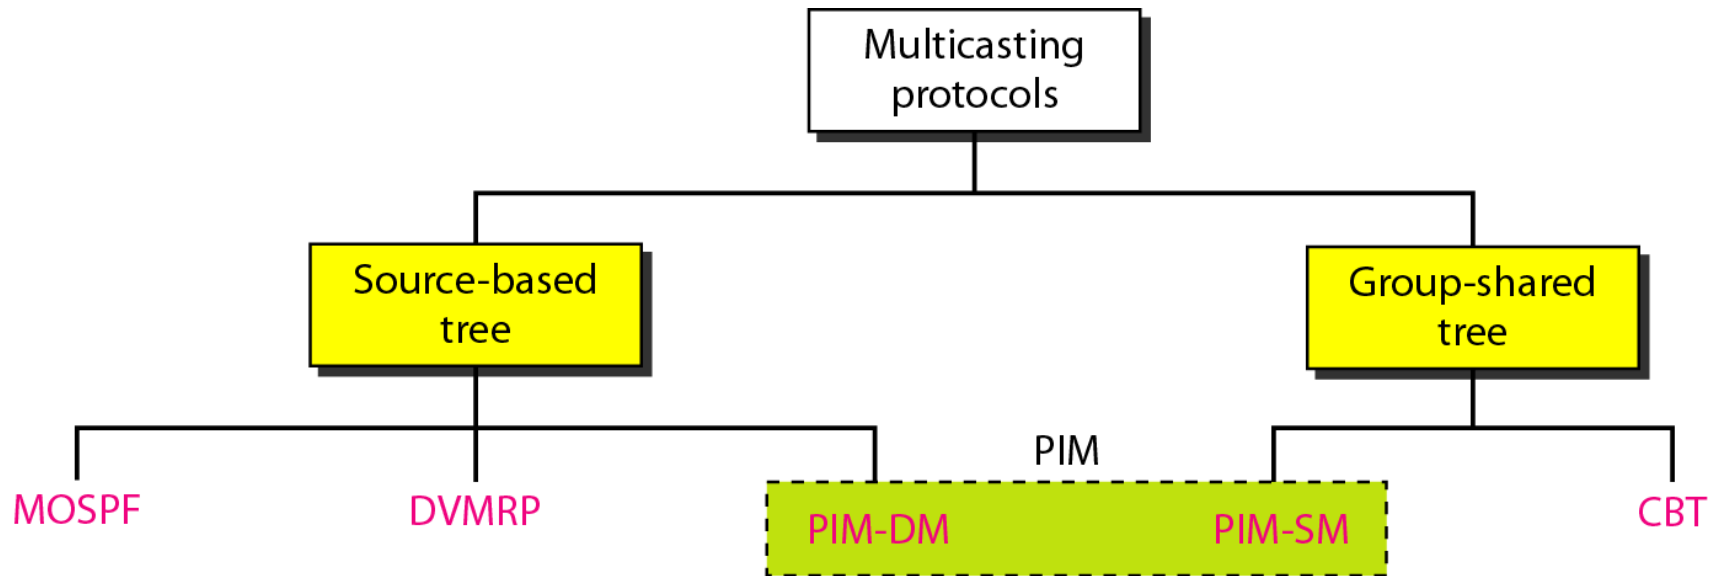 Multicasting
protocols
Source-based
tree
Group-shared
tree
PIM
MOSPF
DVMRP
PIM-DM
PIM-SM
CBT